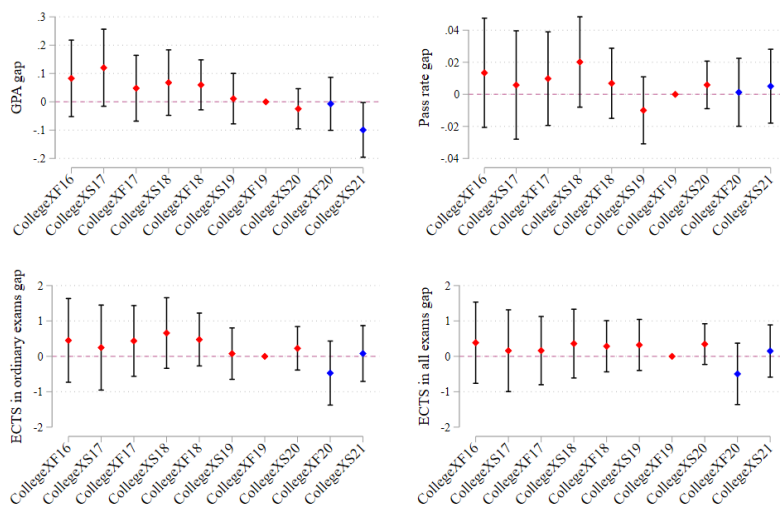 GPA gap
.3
.2
.1
0
-.1
-.2
CollegeXF16
CollegeXS17
CollegeXF17
CollegeXS18
CollegeXF18
CollegeXS19
CollegeXF19
CollegeXS20
CollegeXF20
CollegeXS21
Pass rate gap
.04
.02
0
-.02
-.04
CollegeXF16
CollegeXS17
CollegeXF17
CollegeXS18
CollegeXF18
CollegeXS19
CollegeXF19
CollegeXS20
CollegeXF20
CollegeXS21
ECTS in ordinary exams gap
2
1
0
-1
-2
CollegeXF16
CollegeXS17
CollegeXF17
CollegeXS18
CollegeXF18
CollegeXS19
CollegeXF19
CollegeXS20
CollegeXF20
CollegeXS21
ECTS in all exams gap
2
1
0
-1
-2
CollegeXF16
CollegeXS17
CollegeXF17
CollegeXS18
CollegeXF18
CollegeXS19
CollegeXF19
CollegeXS20
CollegeXF20
CollegeXS21